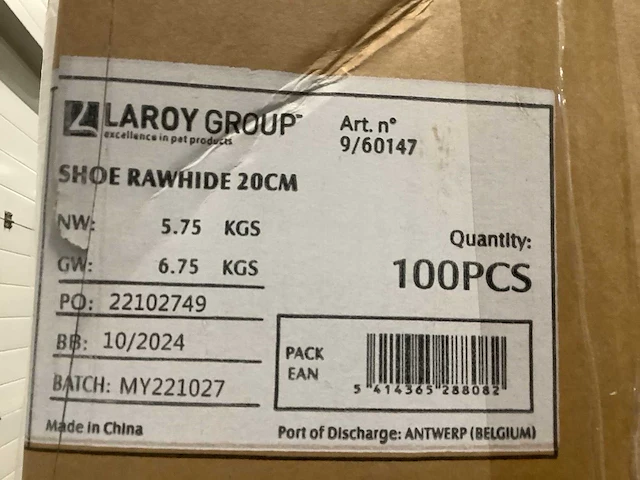 LAROY GROUP™
excellence in pet products
Art. n°
9/60147
SHOE RAWHIDE 20CM
NW: 5.75 KGS
GW: 6.75 KGS
Quantity:
100PCS
PO: 22102749
BB: 10/2024
BATCH: MY221027
PACK
EAN
5 414365 288082
Made in China
Port of Discharge: ANTWERP (BELGIUM)